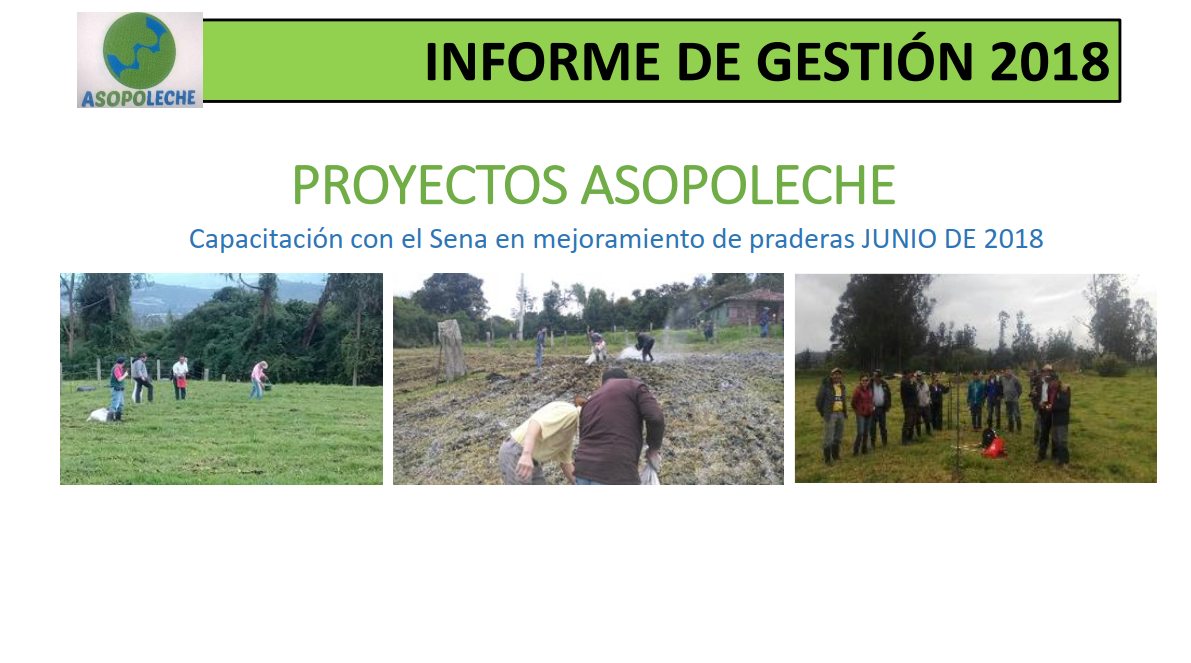 ASOPOLECHE
INFORME DE GESTIÓN 2018
PROYECTOS ASOPOLECHE
Capacitación con el Sena en mejoramiento de praderas JUNIO DE 2018